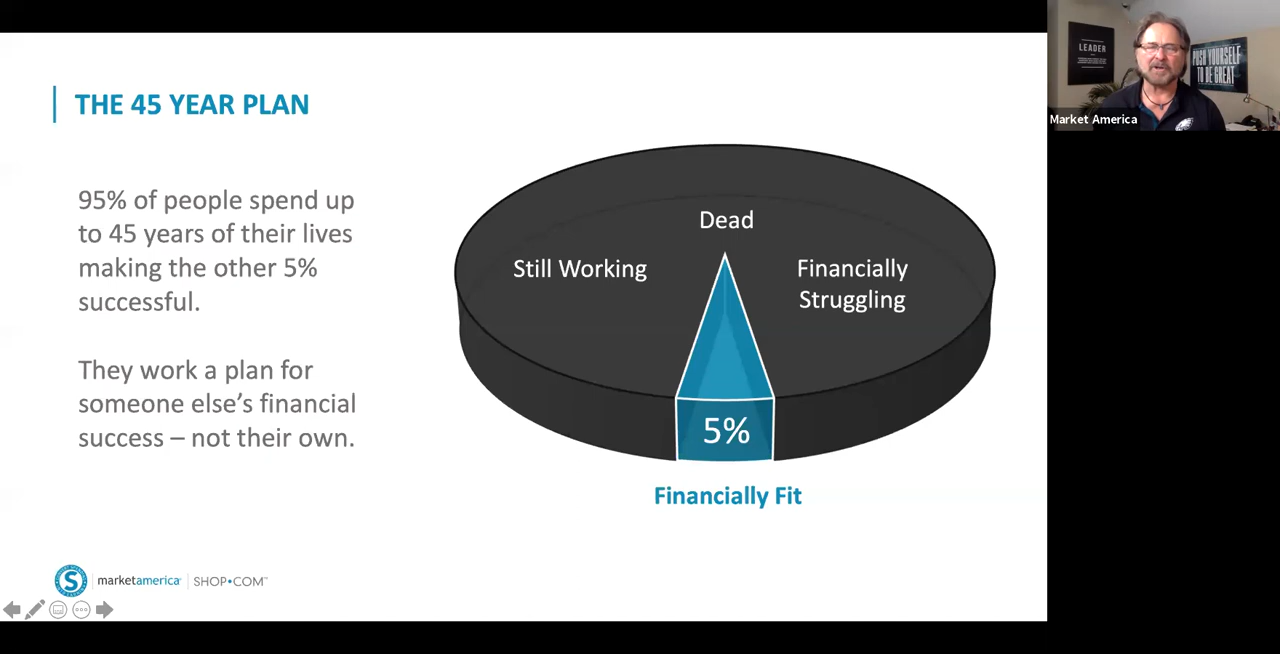 THE 45 YEAR PLAN
95% of people spend up
to 45 years of their lives
making the other 5%
successful.
They work a plan for
someone else’s financial
success – not their own.
Dead
Still Working
Financially
Struggling
5%
Financially Fit
S
marketamerica
SHOP•COM™
LEADER
PUSH YOURSELF
TO BE GREAT
Market America